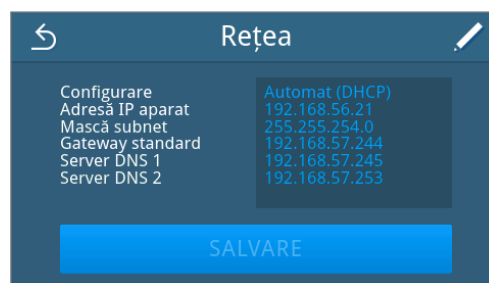 Rețea
Configurare Automat (DHCP)
Adresă IP aparat 192.168.56.21
Mască subnet 255.255.254.0
Gateway standard 192.168.57.244
Server DNS 1 192.168.57.245
Server DNS 2 192.168.57.253
SALVARE